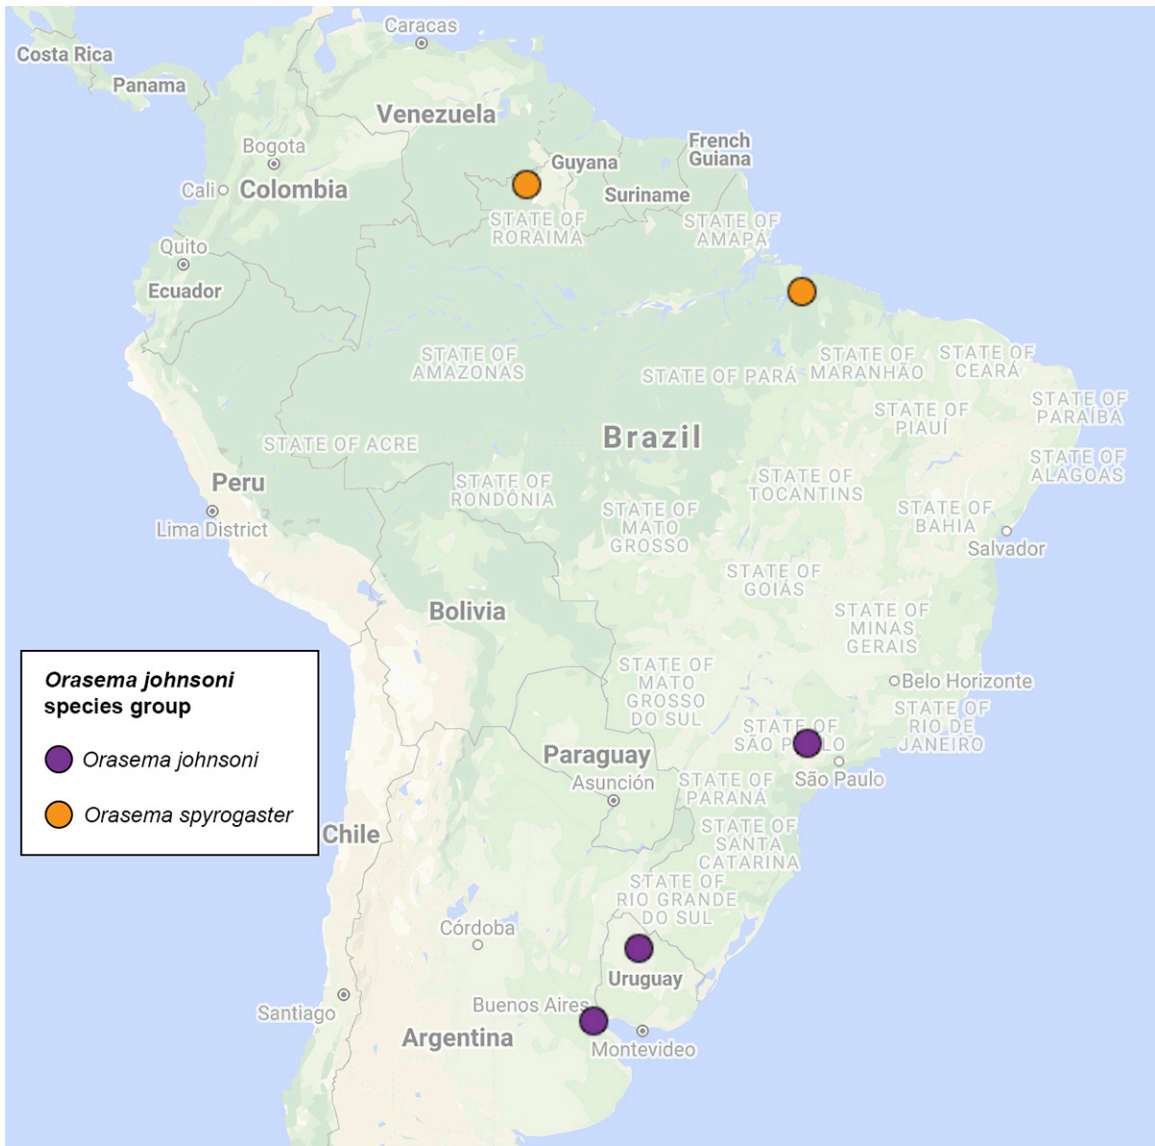 Caracas
Costa Rica
Panama
Venezuela
Bogota
Guyana
French
Guiana
Cali
Colombia
Suriname
STATE OF
RORAIMA
STATE OF
AMAPÁ
Quito
Ecuador
STATE OF
AMAZONAS
STATE OF PARÁ
STATE OF
MARANHÃO
STATE OF
CEARÁ
STATE OF
PARAÍBA
STATE OF
PIAUÍ
STATE OF ACRE
Brazil
STATE OF
ALAGOAS
Peru
STATE OF
RONDÔNIA
STATE OF
TOCANTINS
STATE OF
BAHIA
Lima District
STATE OF
MATO
GROSSO
Salvador
STATE OF
GOIÁS
Bolivia
STATE OF
MINAS
GERAIS
STATE OF
MATO
GROSSO
DO SUL
Belo Horizonte
STATE OF
RIO DE
JANEIRO
Orasema johnsoni
species group
Orasema johnsoni
Orasema spyrogaster
STATE OF
SÃO PAULO
Paraguay
Asunción
São Paulo
STATE OF
PARANÁ
Chile
STATE OF
SANTA
CATARINA
STATE OF
RIO GRANDE
DO SUL
Córdoba
Uruguay
Santiago
Buenos Aires
Argentina
Montevideo